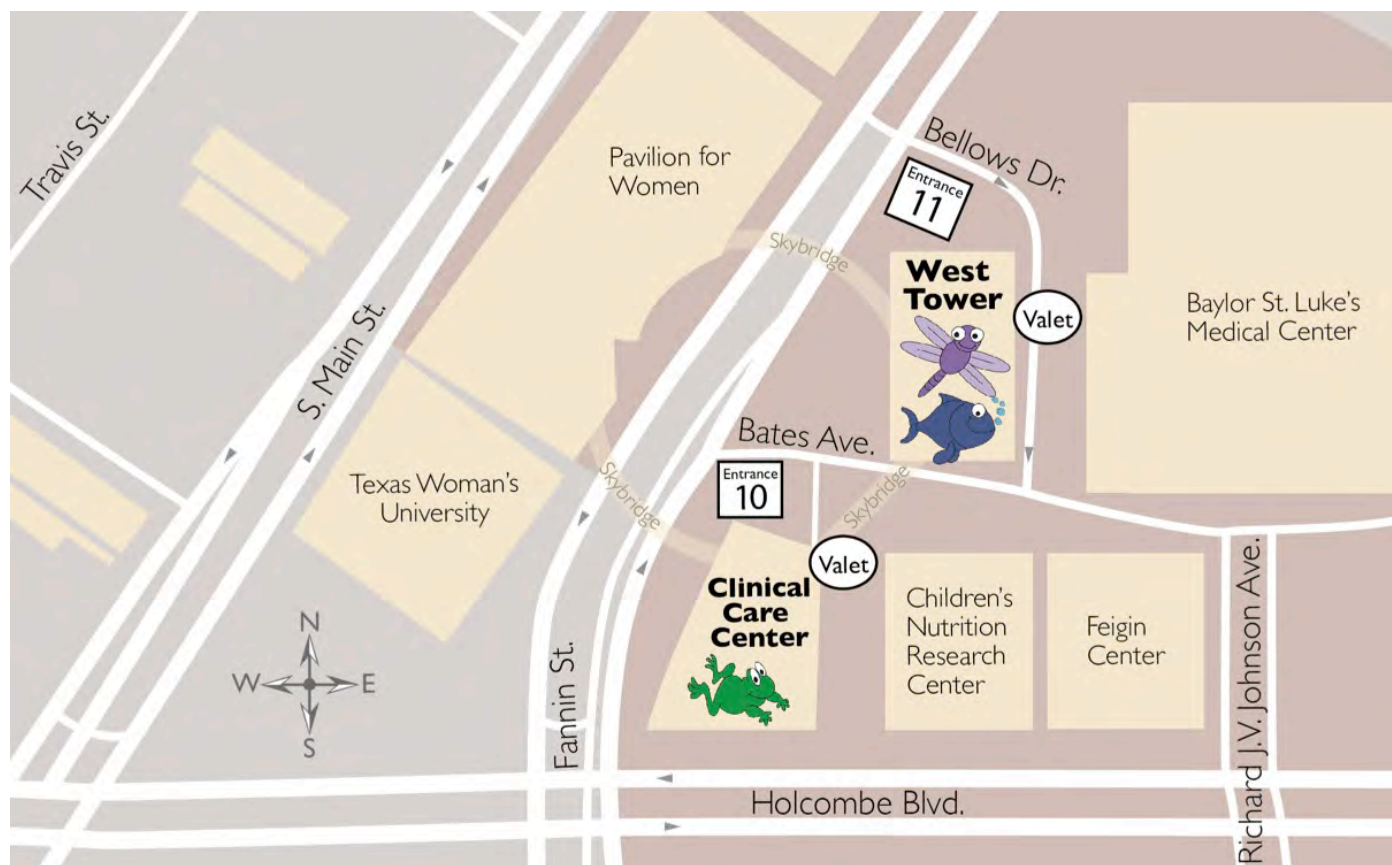 Travis St.
Bellows Dr.
Pavilion for
Women
Entrance
11
Skybridge
West
Tower
Valet
Baylor St. Luke's
Medical Center
S. Main St.
Bates Ave.
Entrance
10
Texas Woman's
University
Skybridge
Skybridge
Valet
Clinical
Care
Center
Children's
Nutrition
Research
Center
Feigin
Center
Richard J.V. Johnson Ave.
N
W
E
S
Fannin St.
Holcombe Blvd.